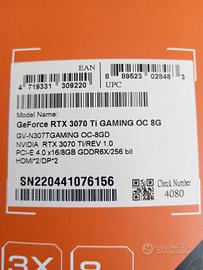 EAN
4 719331 309220
8 89523 02848 3
UPC
Model Name:
GeForce RTX 3070 Ti GAMING OC 8G
GV-N307TGAMING OC-8GD
NVIDIA RTX 3070 Ti/REV 1.0
PCI-E 4.0 x16/8GB GDDR6X/256 bit
HDMI*2/DP*2
SN220441076156
Check Number
4080
3X
subito